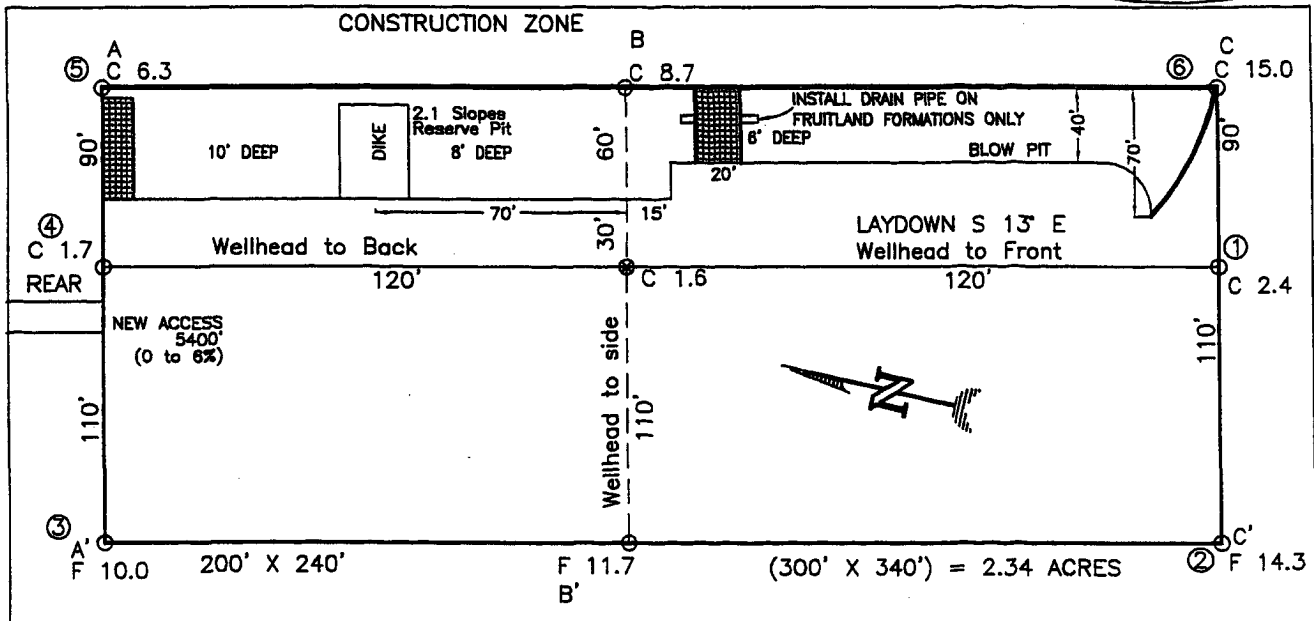 CONSTRUCTION ZONE
A
B
C
⑤ C 6.3
C 8.7
⑥ C 15.0
INSTALL DRAIN PIPE ON
FRUITLAND FORMATIONS ONLY
2.1 Slopes
Reserve Pit
90'
10' DEEP
DIKE
8' DEEP
60'
6' DEEP
BLOW PIT
40'
70'
90'
20'
70'
15'
30'
④
C 1.7
REAR
Wellhead to Back
120'
C 1.6
LAYDOWN S 13° E
Wellhead to Front
120'
①
C 2.4
NEW ACCESS
5400'
(0 to 6%)
110'
Wellhead to side
110'
N
110'
③ A'
F 10.0
200' X 240'
F 11.7
B'
(300' X 340') = 2.34 ACRES
C'
② F 14.3